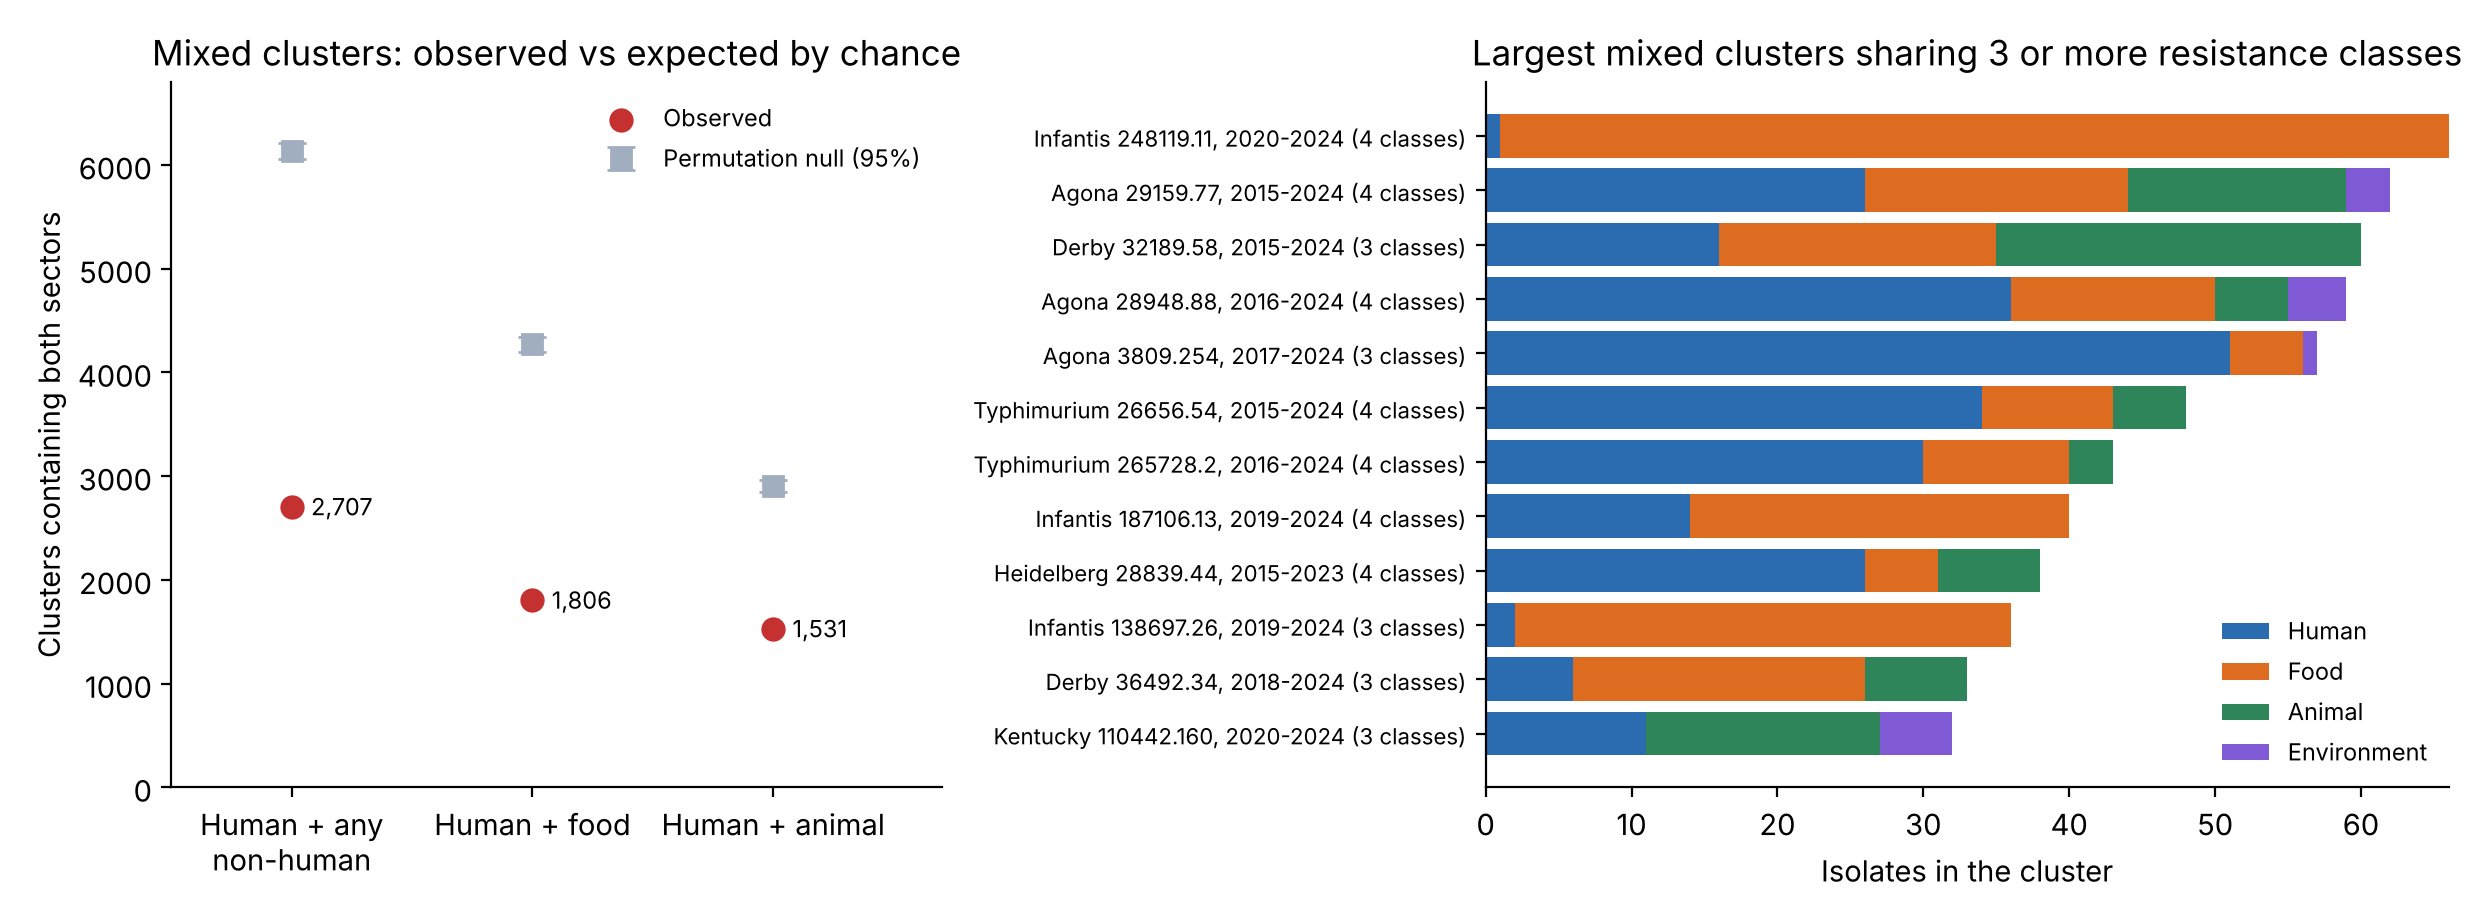 Mixed clusters: observed vs expected by chance
Clusters containing both sectors
6000
5000
4000
3000
2000
1000
0
Observed
Permutation null (95%)
2,707
1,806
1,531
Human + any
non-human
Human + food
Human + animal
Largest mixed clusters sharing 3 or more resistance classes
Infantis 248119.11, 2020-2024 (4 classes)
Agona 29159.77, 2015-2024 (4 classes)
Derby 32189.58, 2015-2024 (3 classes)
Agona 28948.88, 2016-2024 (4 classes)
Agona 3809.254, 2017-2024 (3 classes)
Typhimurium 26656.54, 2015-2024 (4 classes)
Typhimurium 265728.2, 2016-2024 (4 classes)
Infantis 187106.13, 2019-2024 (4 classes)
Heidelberg 28839.44, 2015-2023 (4 classes)
Infantis 138697.26, 2019-2024 (3 classes)
Derby 36492.34, 2018-2024 (3 classes)
Kentucky 110442.160, 2020-2024 (3 classes)
Human
Food
Animal
Environment
0
10
20
30
40
50
60
Isolates in the cluster